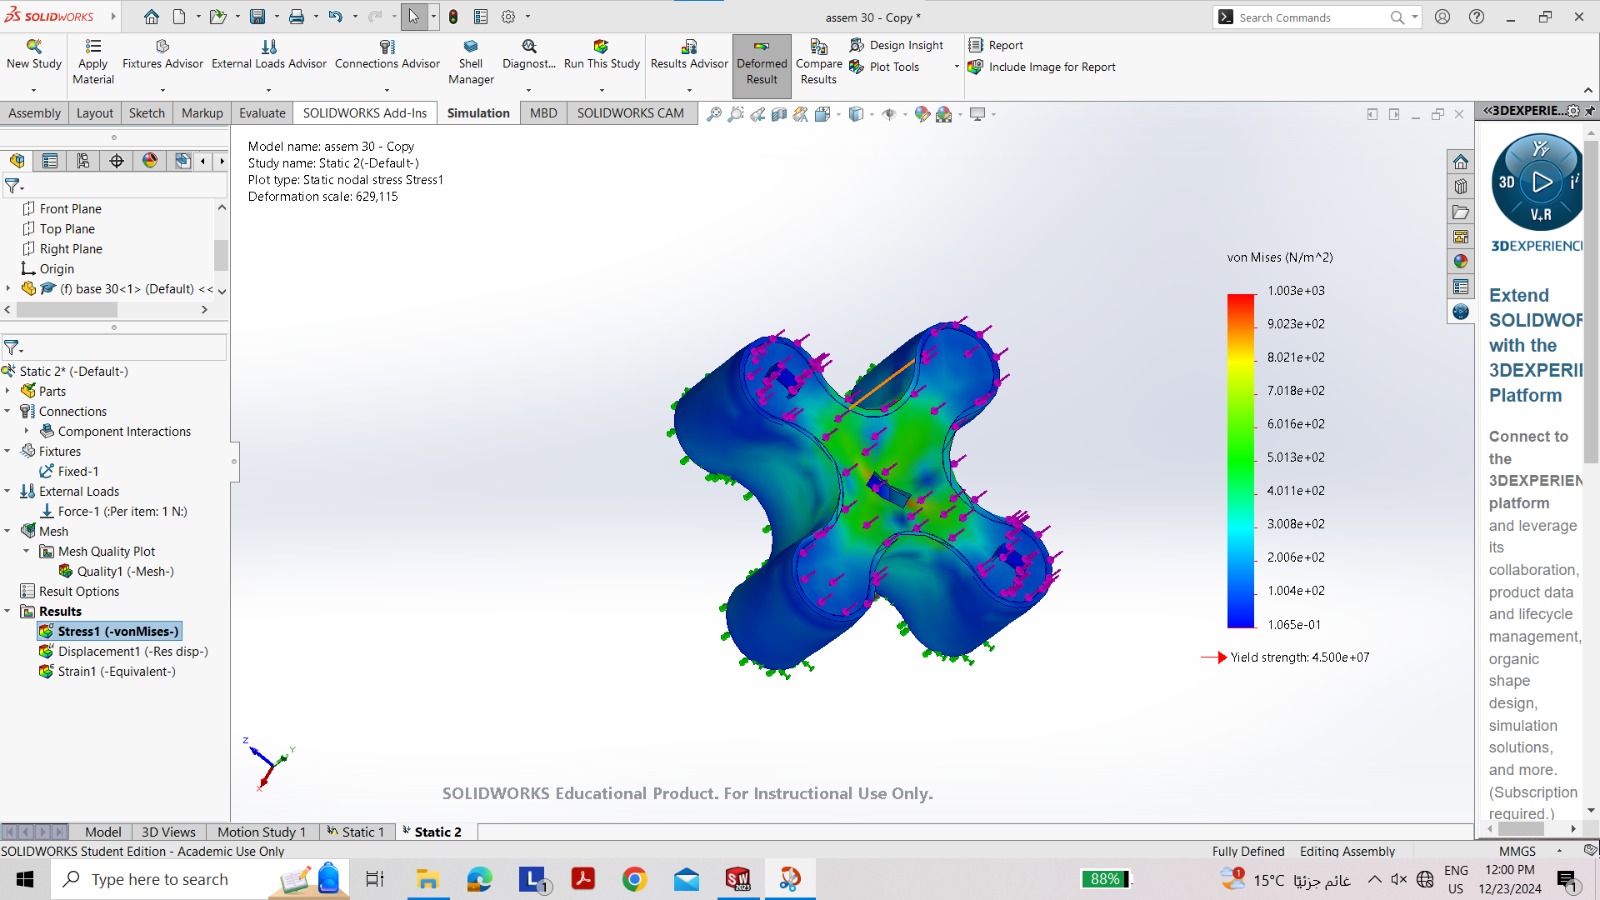 SOLIDWORKS
assem 30 - Copy *
Search Commands
New Study
Apply Material
Fixtures Advisor
External Loads Advisor
Connections Advisor
Shell Manager
Diagnost...
Run This Study
Results Advisor
Deformed Result
Compare Results
Design Insight
Plot Tools
Report
Include Image for Report
Assembly
Layout
Sketch
Markup
Evaluate
SOLIDWORKS Add-Ins
Simulation
MBD
SOLIDWORKS CAM
Front Plane
Top Plane
Right Plane
Origin
(f) base 30<1> (Default) <<
Static 2* (-Default-)
Parts
Connections
Component Interactions
Fixtures
Fixed-1
External Loads
Force-1 (:Per item: 1 N:)
Mesh
Mesh Quality Plot
Quality1 (-Mesh-)
Result Options
Results
Stress1 (-vonMises-)
Displacement1 (-Res disp-)
Strain1 (-Equivalent-)
Model name: assem 30 - Copy
Study name: Static 2(-Default-)
Plot type: Static nodal stress Stress1
Deformation scale: 629,115
von Mises (N/m^2)
1.003e+03
9.023e+02
8.021e+02
7.018e+02
6.016e+02
5.013e+02
4.011e+02
3.008e+02
2.006e+02
1.004e+02
1.065e-01
Yield strength: 4.500e+07
Z
Y
X
SOLIDWORKS Educational Product. For Instructional Use Only.
3DEXPERIE...
3D
V+R
3DEXPERIENC
Extend
SOLIDWOR
with the
3DEXPERIE
Platform
Connect to
the
3DEXPERIEN
platform
and leverage
its
collaboration,
product data
and lifecycle
management,
organic
shape
design,
simulation
solutions,
and more.
(Subscription
required.)
Model
3D Views
Motion Study 1
Static 1
Static 2
SOLIDWORKS Student Edition - Academic Use Only
Fully Defined
Editing Assembly
MMGS
Type here to search
88%
15°C غائم جزئيًا
ENG
US
12:00 PM
12/23/2024